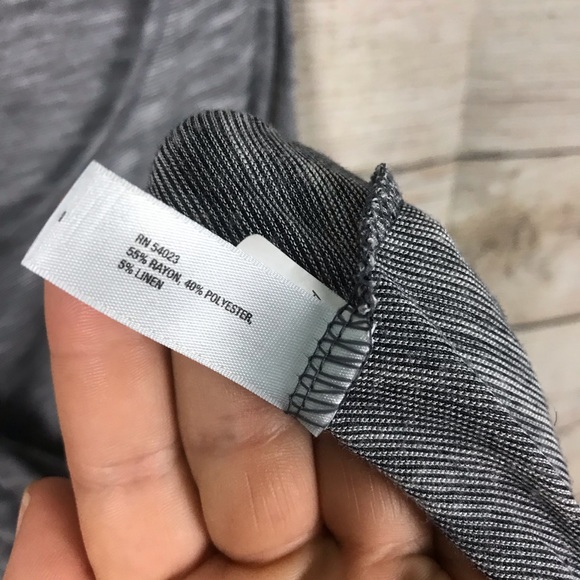 RN 54023
55% RAYON, 40% POLYESTER,
5% LINEN